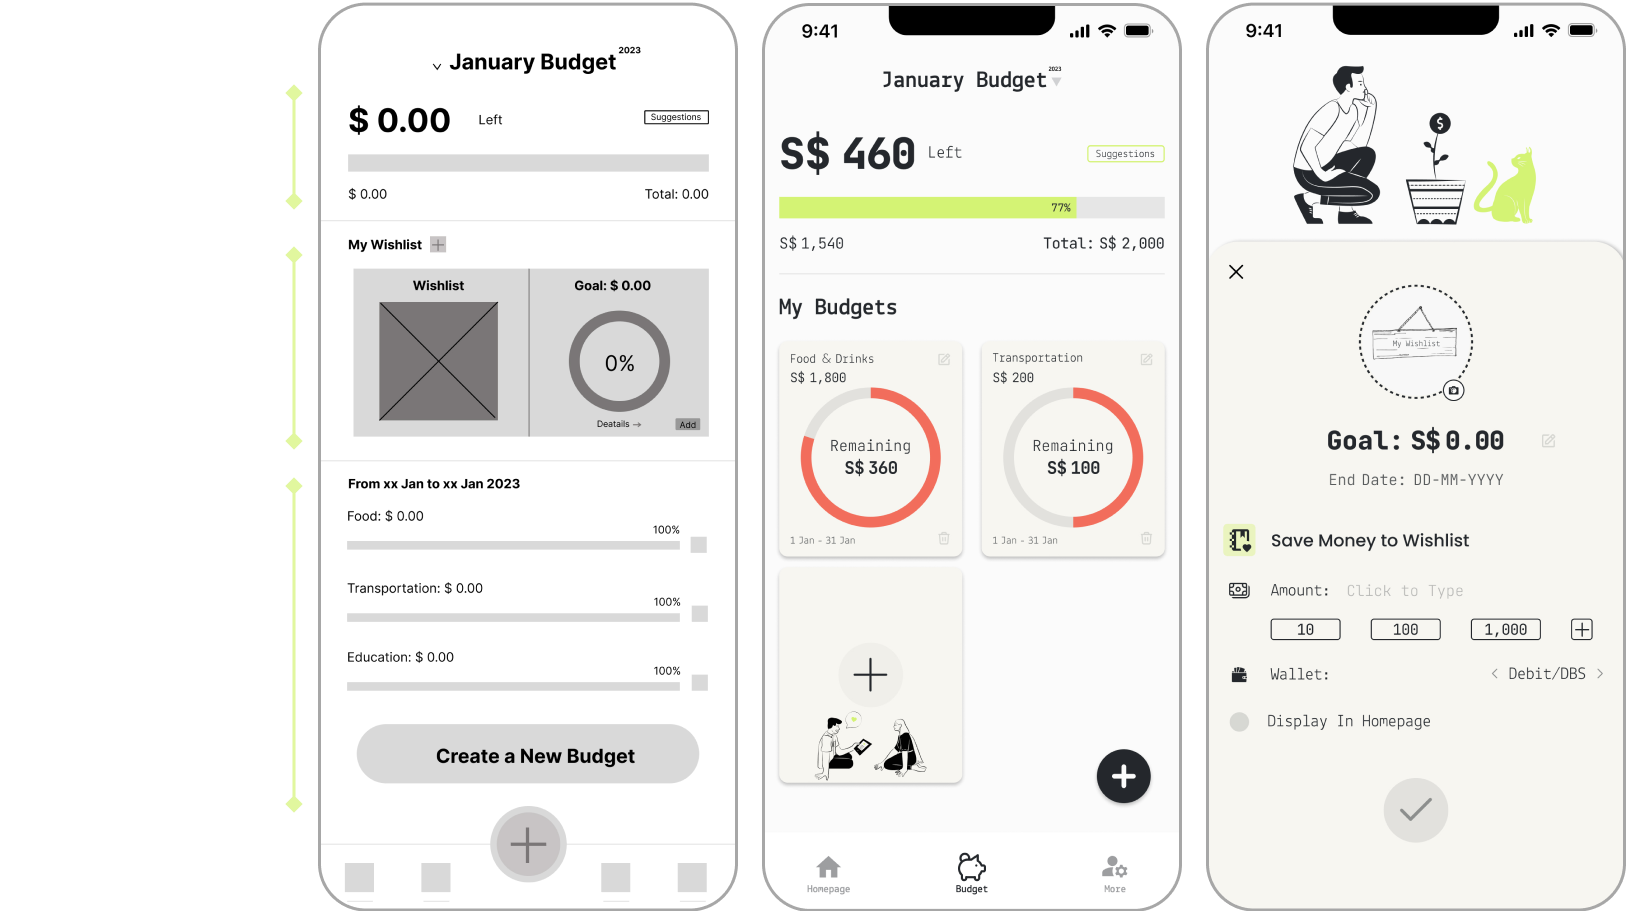 January Budget 2023
$ 0.00 Left Suggestions
$ 0.00 Total: 0.00
My Wishlist
Wishlist
Goal: $ 0.00
0%
Deatails →
Add
From xx Jan to xx Jan 2023
Food: $ 0.00
100%
Transportation: $ 0.00
100%
Education: $ 0.00
100%
Create a New Budget
9:41
January Budget 2023
S$ 460 Left Suggestions
77%
S$ 1,540 Total: S$ 2,000
My Budgets
Food & Drinks
S$ 1,800
Remaining
S$ 360
1 Jan - 31 Jan
Transportation
S$ 200
Remaining
S$ 100
1 Jan - 31 Jan
Homepage
Budget
More
9:41
$
My Wishlist
Goal: S$ 0.00
End Date: DD-MM-YYYY
Save Money to Wishlist
Amount: Click to Type
10 100 1,000
Wallet: < Debit/DBS >
Display In Homepage